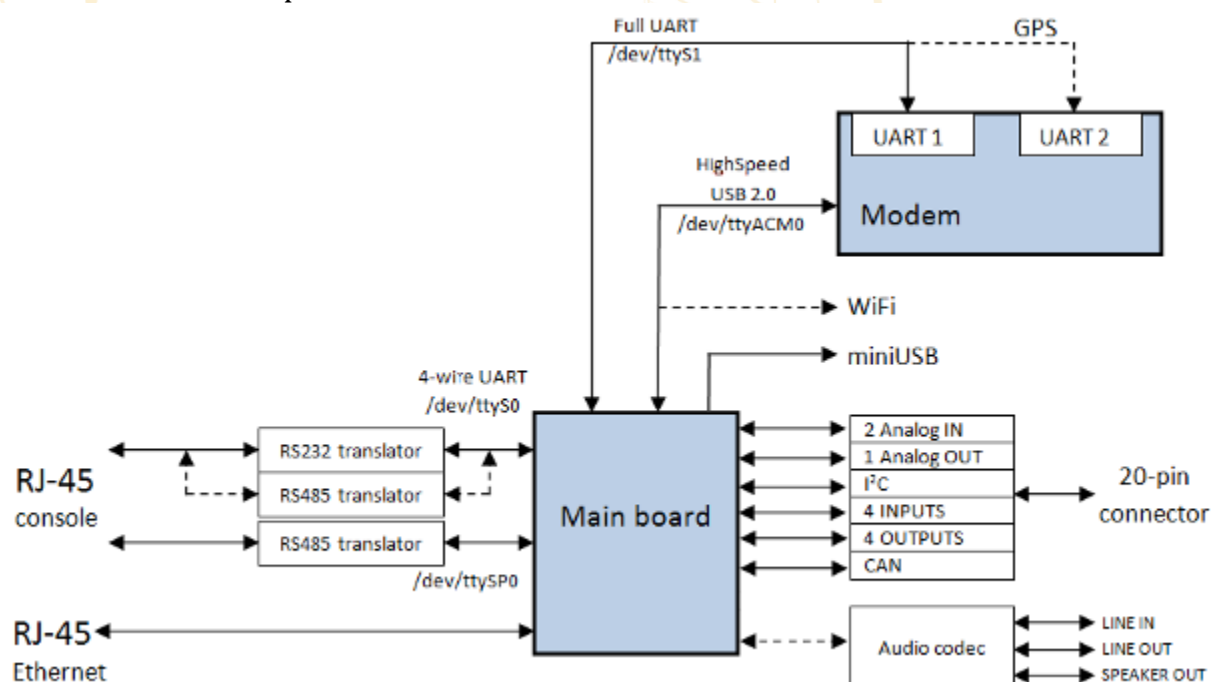 Full UART
/dev/ttyS1
GPS
UART 1
UART 2
Modem
HighSpeed
USB 2.0
/dev/ttyACM0
WiFi
miniUSB
4-wire UART
/dev/ttyS0
RS232 translator
RS485 translator
RS485 translator
/dev/ttySP0
RJ-45
console
RJ-45
Ethernet
Main board
2 Analog IN
1 Analog OUT
I²C
4 INPUTS
4 OUTPUTS
CAN
20-pin
connector
Audio codec
LINE IN
LINE OUT
SPEAKER OUT